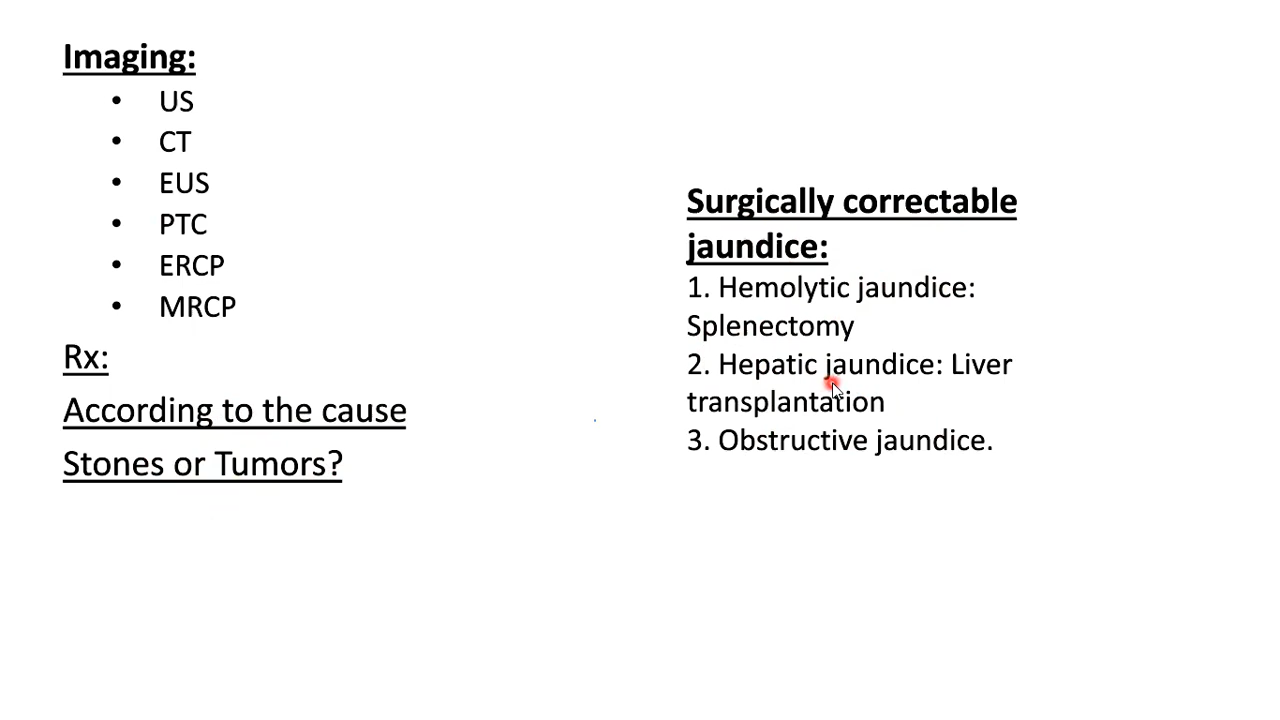 Imaging:
• US
• CT
• EUS
• PTC
• ERCP
• MRCP
Rx:
According to the cause
Stones or Tumors?
Surgically correctable
jaundice:
1. Hemolytic jaundice:
Splenectomy
2. Hepatic jaundice: Liver
transplantation
3. Obstructive jaundice.